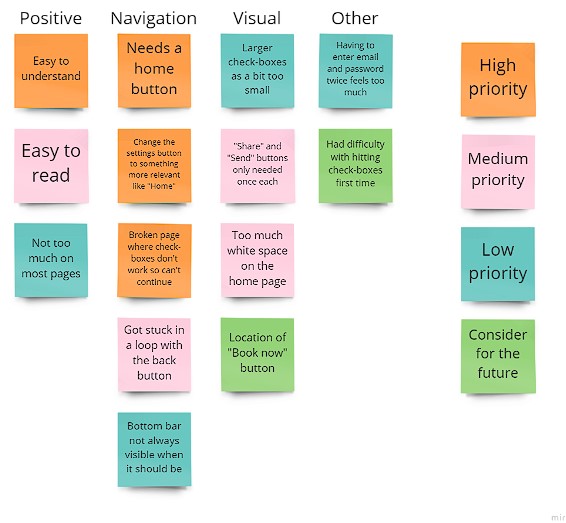 Positive
Navigation
Visual
Other
Easy to
understand
Needs a
home
button
Larger
check-boxes
as a bit too
small
Having to
enter email
and password
twice feels too
much
High
priority
Easy to
read
Change the
settings button
to something
more relevant
like "Home"
"Share" and
"Send" buttons
only needed
once each
Had difficulty
with hitting
check-boxes
first time
Medium
priority
Not too
much on
most pages
Broken page
where check-
boxes don't
work so can't
continue
Too much
white space
on the
home page
Low
priority
Got stuck in
a loop with
the back
button
Location of
"Book now"
button
Consider
for the
future
Bottom bar
not always
visible when
it should be
mir